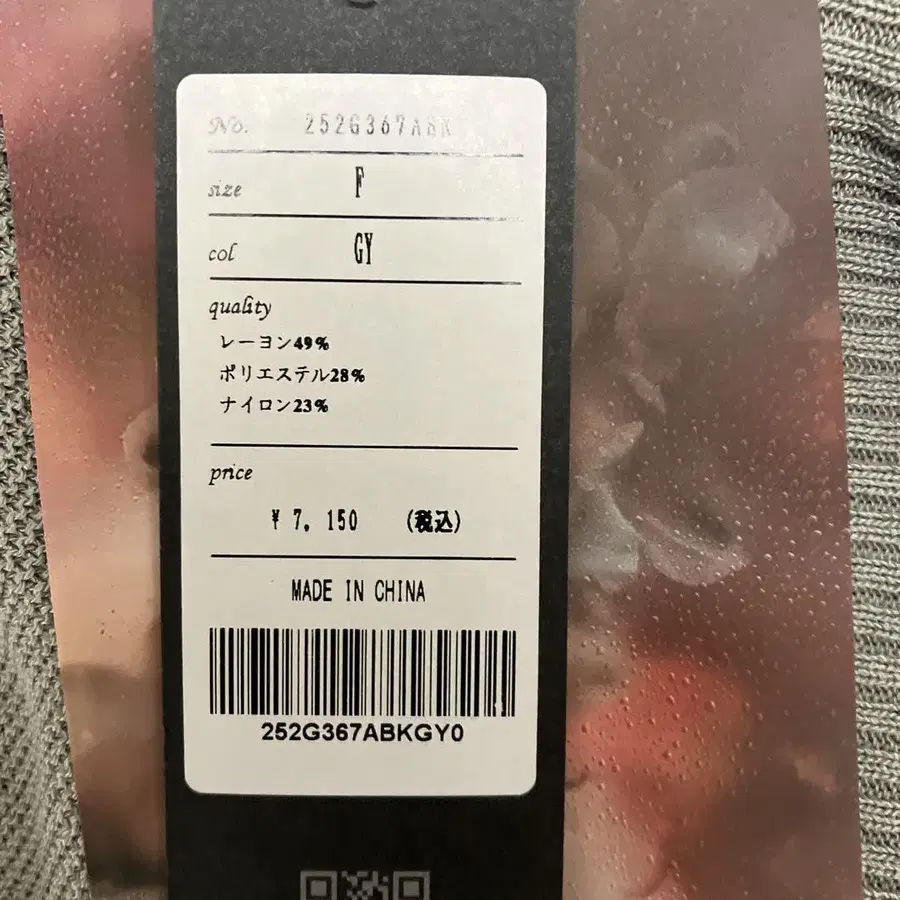 No. 252G367ABK
size F
col GY
quality
レーヨン49%
ポリエステル28%
ナイロン23%
price
¥ 7, 150 (税込)
MADE IN CHINA
252G367ABKGY0